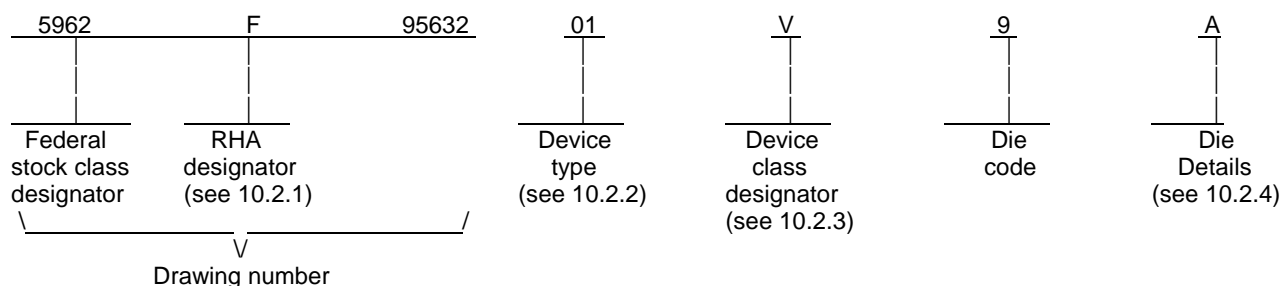 5962 F 95632 01 V 9 A
Federal RHA Device Device Die Die
stock class designator type class code Details
designator (see 10.2.1) (see 10.2.2) designator (see 10.2.4)
(see 10.2.3)
Drawing number